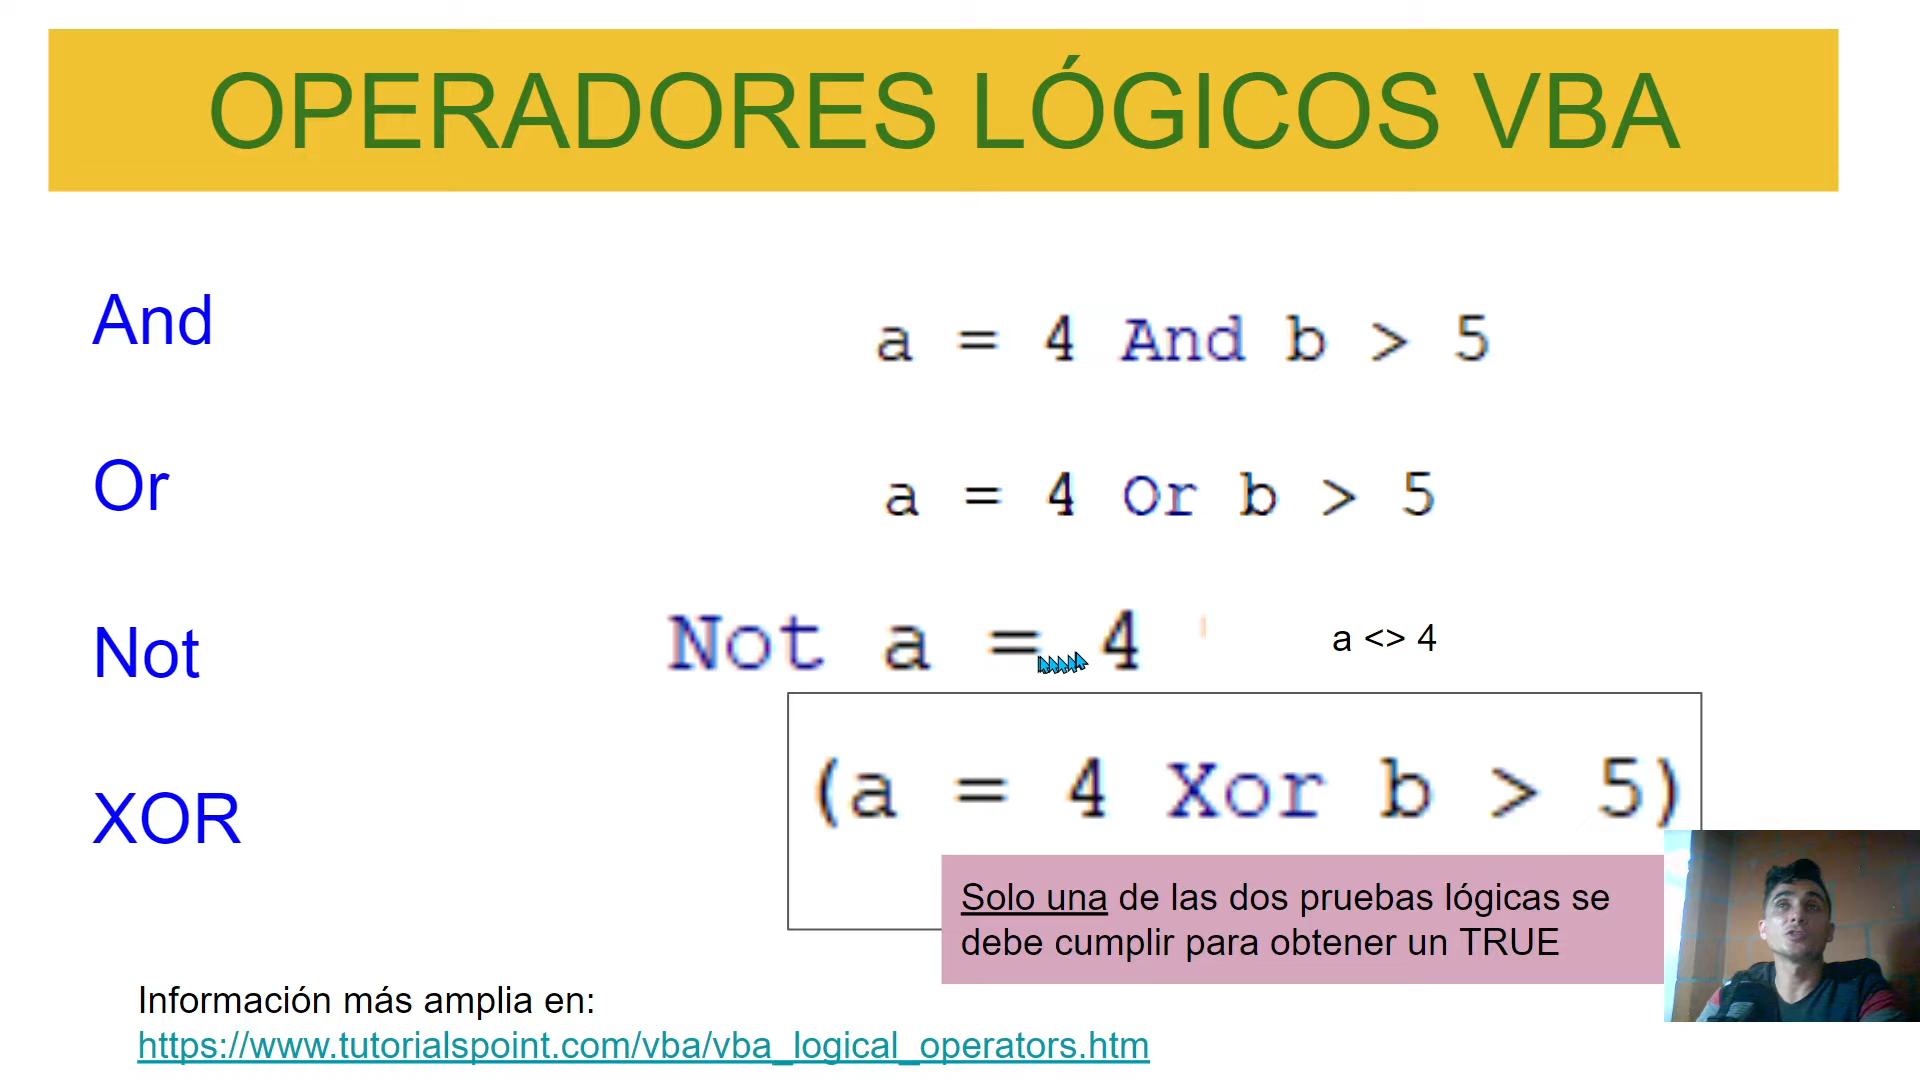 OPERADORES LÓGICOS VBA
And
a = 4 And b > 5
Or
a = 4 Or b > 5
Not
Not a = 4
a <> 4
XOR
(a = 4 Xor b > 5)
Solo una de las dos pruebas lógicas se
debe cumplir para obtener un TRUE
Información más amplia en:
https://www.tutorialspoint.com/vba/vba_logical_operators.htm